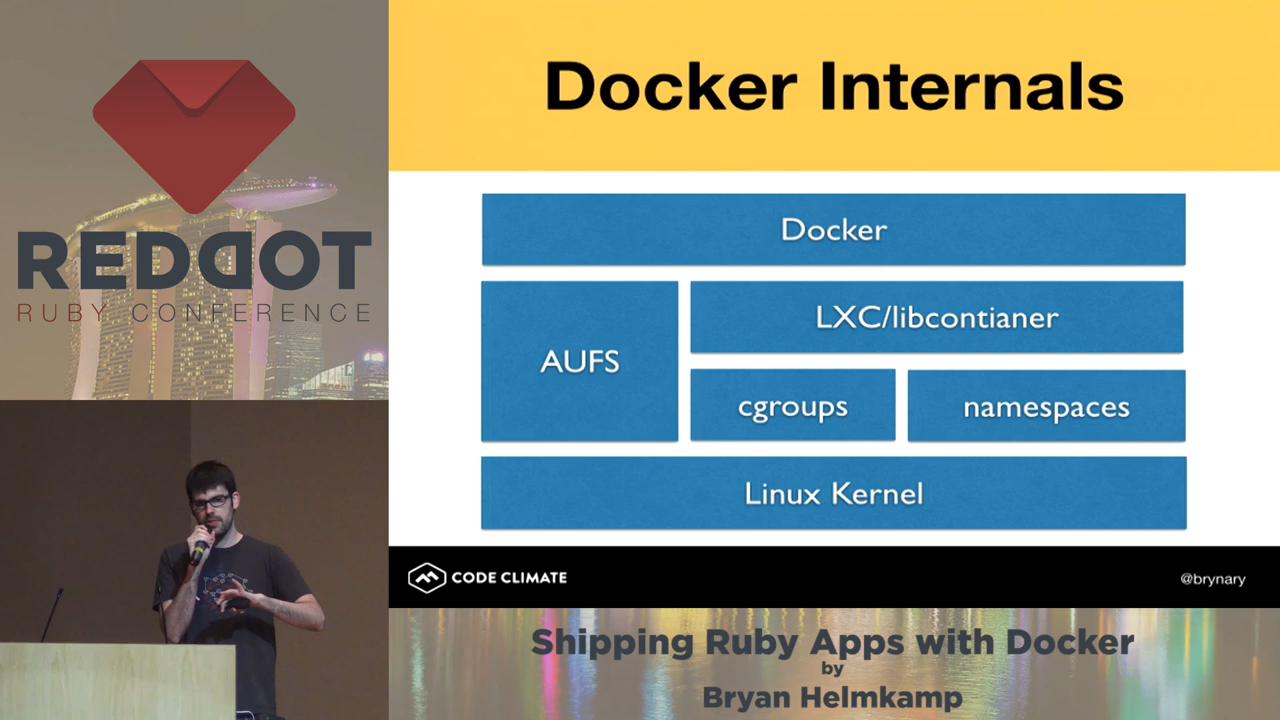 REDDOT
RUBY CONFERENCE
Docker Internals
Docker
AUFS
LXC/libcontianer
cgroups
namespaces
Linux Kernel
CODE CLIMATE
@brynary
Shipping Ruby Apps with Docker
by
Bryan Helmkamp